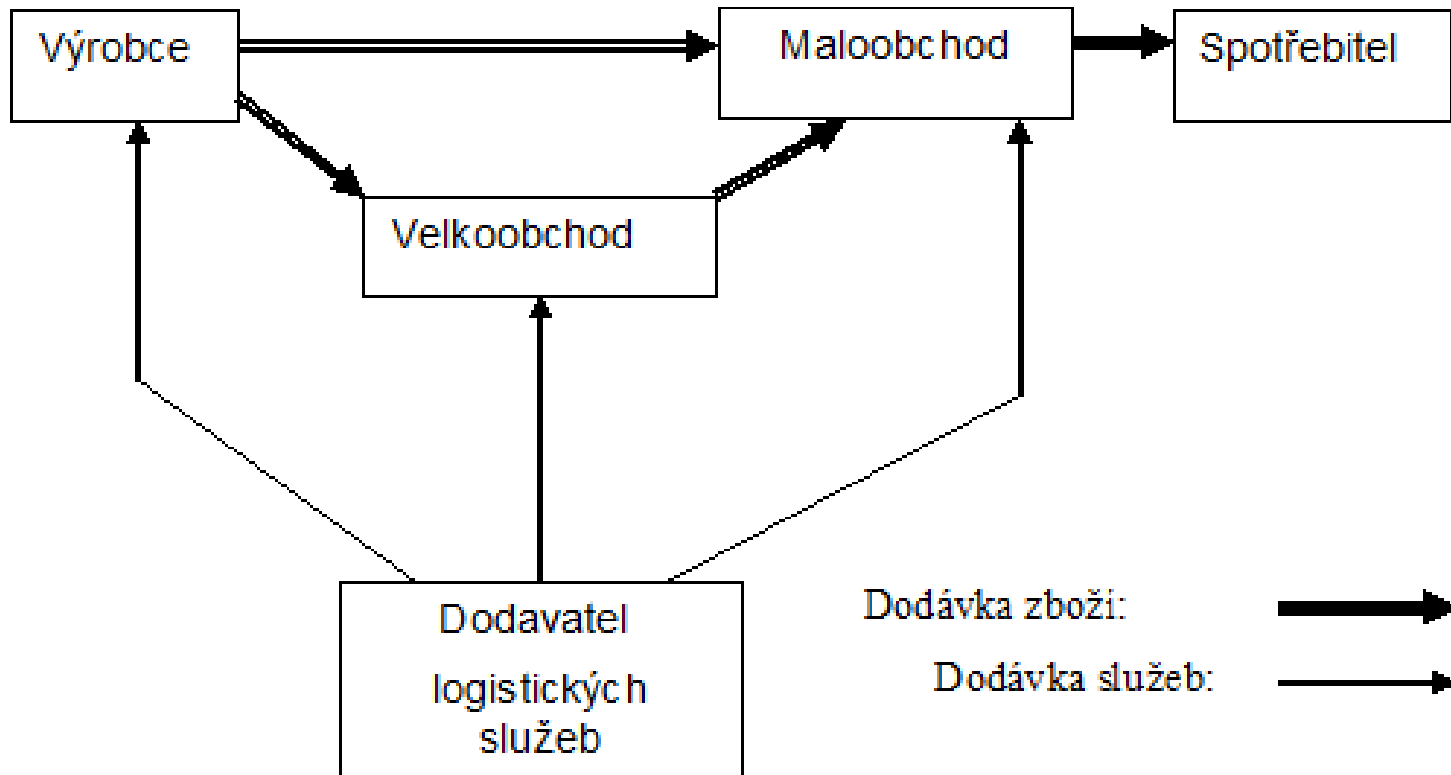 Výrobce
Maloobchod
Spotřebitel
Velkoobchod
Dodavatel
logistických
služeb
Dodávka zboží:
Dodávka služeb: